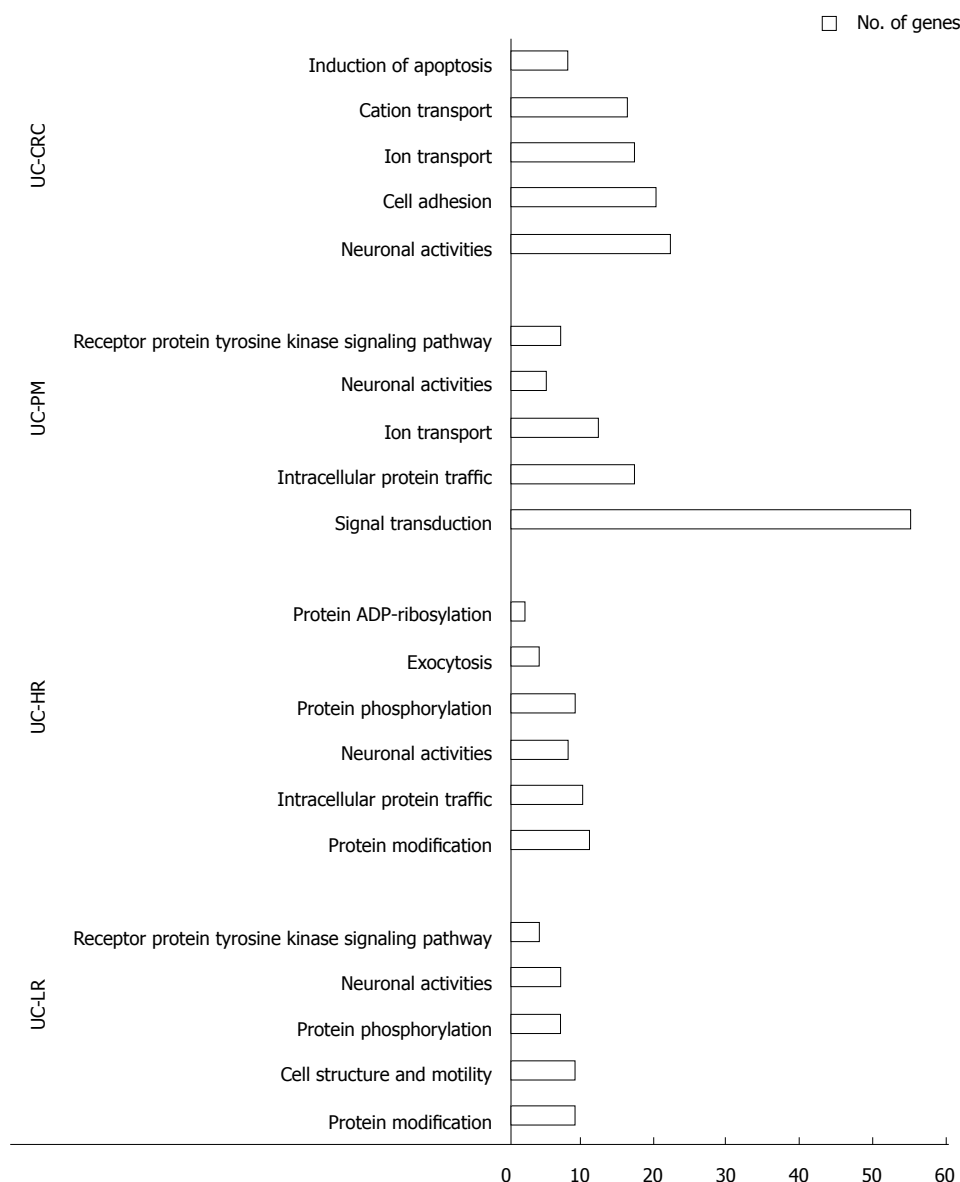 No. of genes
UC-CRC
Induction of apoptosis
Cation transport
Ion transport
Cell adhesion
Neuronal activities
UC-PM
Receptor protein tyrosine kinase signaling pathway
Neuronal activities
Ion transport
Intracellular protein traffic
Signal transduction
UC-HR
Protein ADP-ribosylation
Exocytosis
Protein phosphorylation
Neuronal activities
Intracellular protein traffic
Protein modification
UC-LR
Receptor protein tyrosine kinase signaling pathway
Neuronal activities
Protein phosphorylation
Cell structure and motility
Protein modification
0 10 20 30 40 50 60